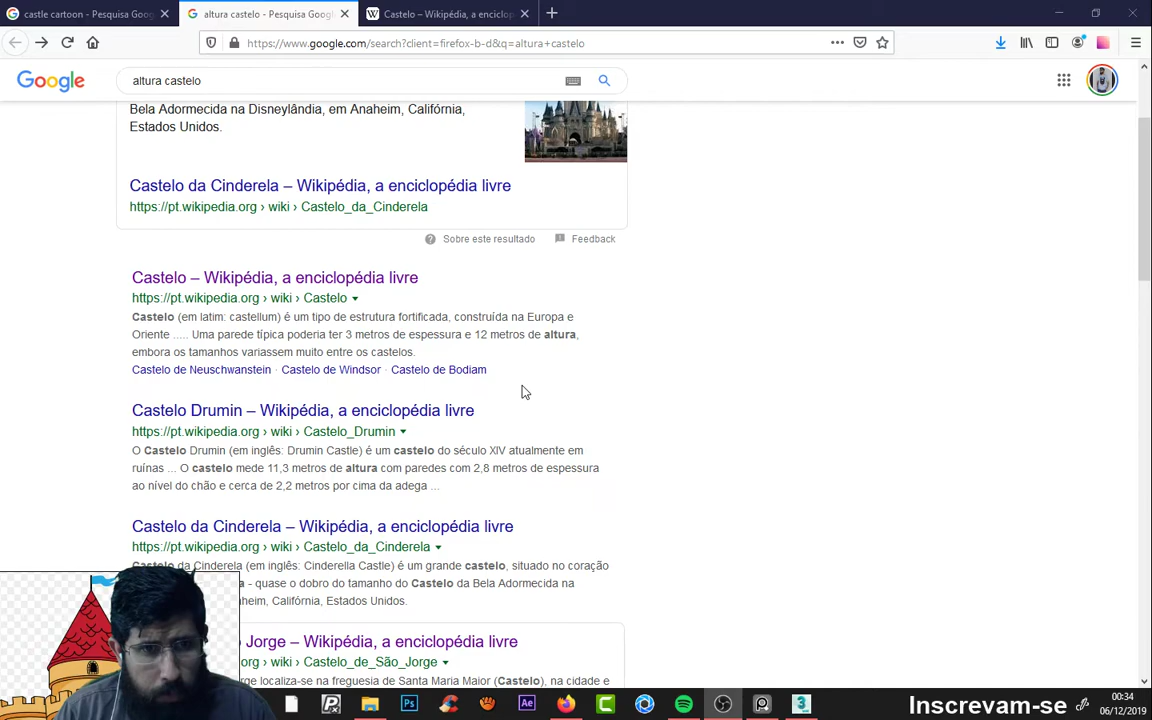 castle cartoon - Pesquisa Goog
altura castelo - Pesquisa Googl
Castelo – Wikipédia, a enciclop
https://www.google.com/search?client=firefox-b-d&q=altura+castelo
Google
altura castelo
Bela Adormecida na Disneylândia, em Anaheim, Califórnia,
Estados Unidos.
Castelo da Cinderela – Wikipédia, a enciclopédia livre
https://pt.wikipedia.org › wiki › Castelo_da_Cinderela
Sobre este resultado
Feedback
Castelo – Wikipédia, a enciclopédia livre
https://pt.wikipedia.org › wiki › Castelo
Castelo (em latim: castellum) é um tipo de estrutura fortificada, construída na Europa e
Oriente ..... Uma parede típica poderia ter 3 metros de espessura e 12 metros de altura,
embora os tamanhos variassem muito entre os castelos.
Castelo de Neuschwanstein · Castelo de Windsor · Castelo de Bodiam
Castelo Drumin – Wikipédia, a enciclopédia livre
https://pt.wikipedia.org › wiki › Castelo_Drumin
O Castelo Drumin (em inglês: Drumin Castle) é um castelo do século XIV atualmente em
ruínas ... O castelo mede 11,3 metros de altura com paredes com 2,8 metros de espessura
ao nível do chão e cerca de 2,2 metros por cima da adega ...
Castelo da Cinderela – Wikipédia, a enciclopédia livre
https://pt.wikipedia.org › wiki › Castelo_da_Cinderela
da Cinderela (em inglês: Cinderella Castle) é um grande castelo, situado no coração
a - quase o dobro do tamanho do Castelo da Bela Adormecida na
heim, Califórnia, Estados Unidos.
Jorge – Wikipédia, a enciclopédia livre
org › wiki › Castelo_de_São_Jorge
rge localiza-se na freguesia de Santa Maria Maior (Castelo), na cidade e
Ps
Ae
C
3
Inscrevam-se
00:34
06/12/2019